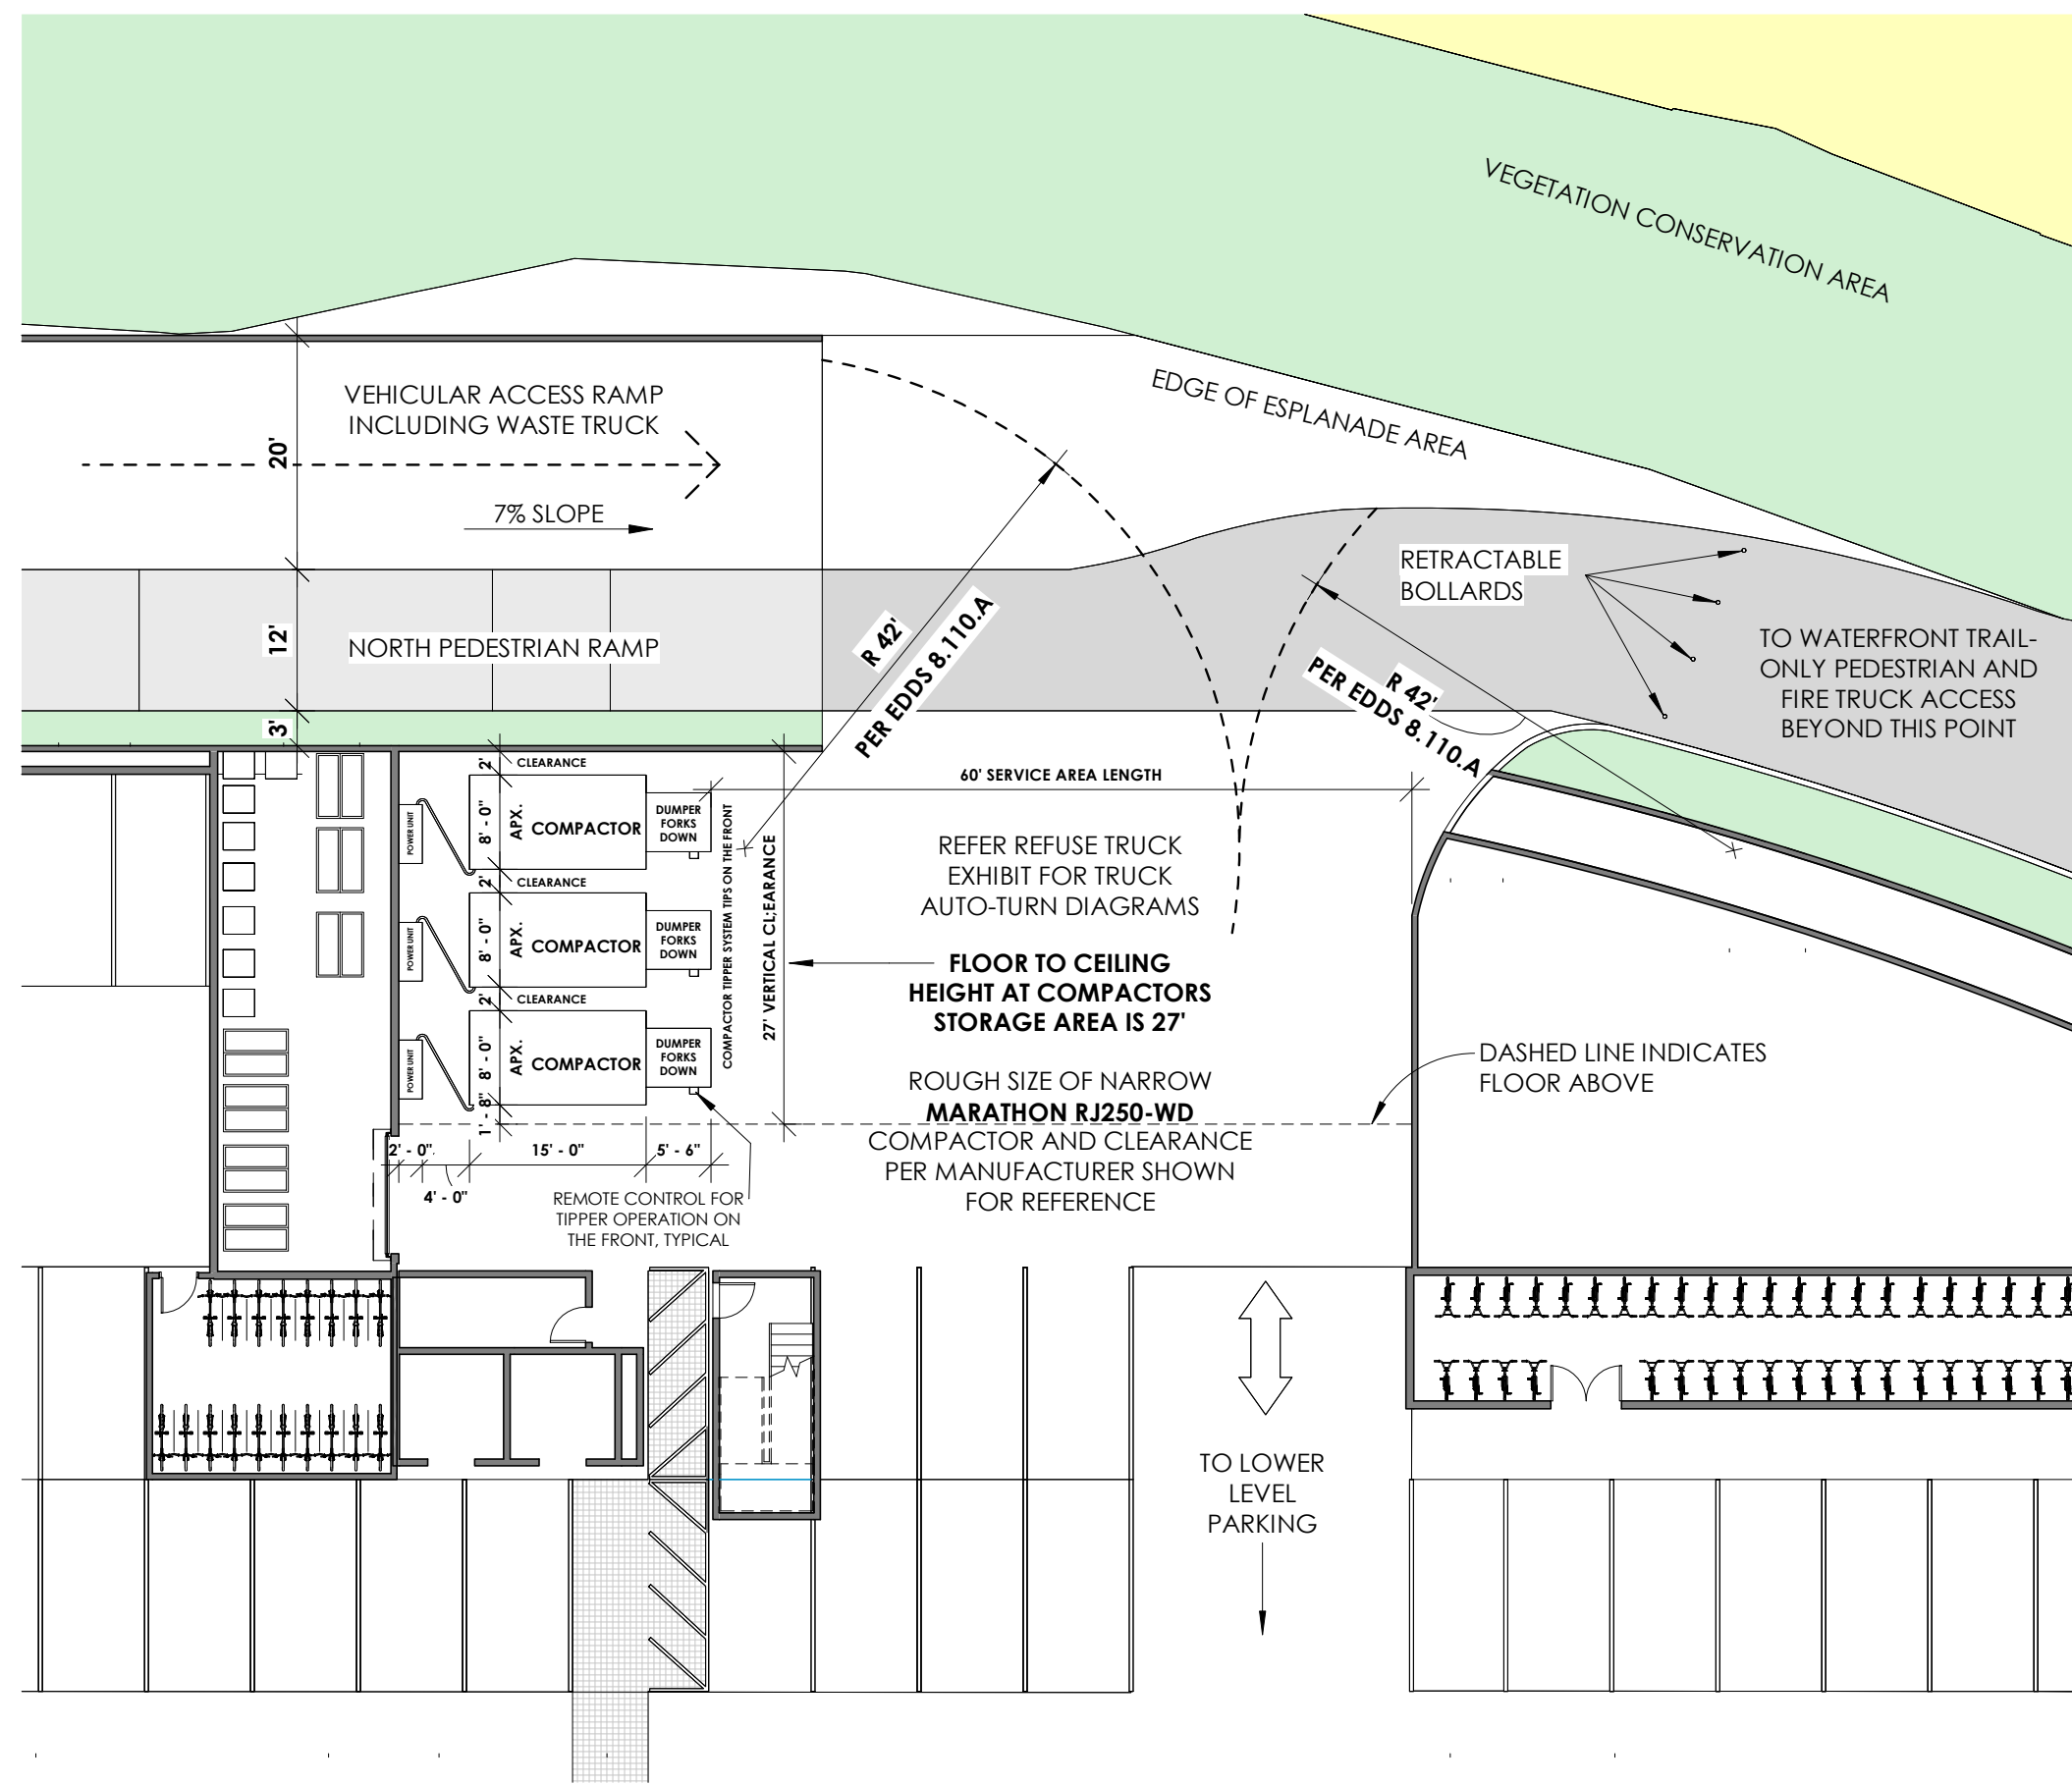 VEGETATION CONSERVATION AREA
EDGE OF ESPLANADE AREA
VEHICULAR ACCESS RAMP
INCLUDING WASTE TRUCK
20'
7% SLOPE
RETRACTABLE
BOLLARDS
R 42'
PER EDDS 8.110.A
R 42'
PER EDDS 8.110.A
12'
NORTH PEDESTRIAN RAMP
TO WATERFRONT TRAIL-
ONLY PEDESTRIAN AND
FIRE TRUCK ACCESS
BEYOND THIS POINT
3'
2'
CLEARANCE
60' SERVICE AREA LENGTH
POWER UNIT
8' - 0"
APX.
COMPACTOR
DUMPER
FORKS
DOWN
COMPACTOR TIPPER SYSTEM TIPS ON THE FRONT
27' VERTICAL CL;EARANCE
REFER REFUSE TRUCK
EXHIBIT FOR TRUCK
AUTO-TURN DIAGRAMS
2'
CLEARANCE
POWER UNIT
8' - 0"
APX.
COMPACTOR
DUMPER
FORKS
DOWN
FLOOR TO CEILING
HEIGHT AT COMPACTORS
STORAGE AREA IS 27'
2'
CLEARANCE
POWER UNIT
8' - 0"
APX.
COMPACTOR
DUMPER
FORKS
DOWN
1' - 8"
DASHED LINE INDICATES
FLOOR ABOVE
ROUGH SIZE OF NARROW
MARATHON RJ250-WD
COMPACTOR AND CLEARANCE
PER MANUFACTURER SHOWN
FOR REFERENCE
2' - 0"
15' - 0"
5' - 6"
4' - 0"
REMOTE CONTROL FOR
TIPPER OPERATION ON
THE FRONT, TYPICAL
TO LOWER
LEVEL
PARKING